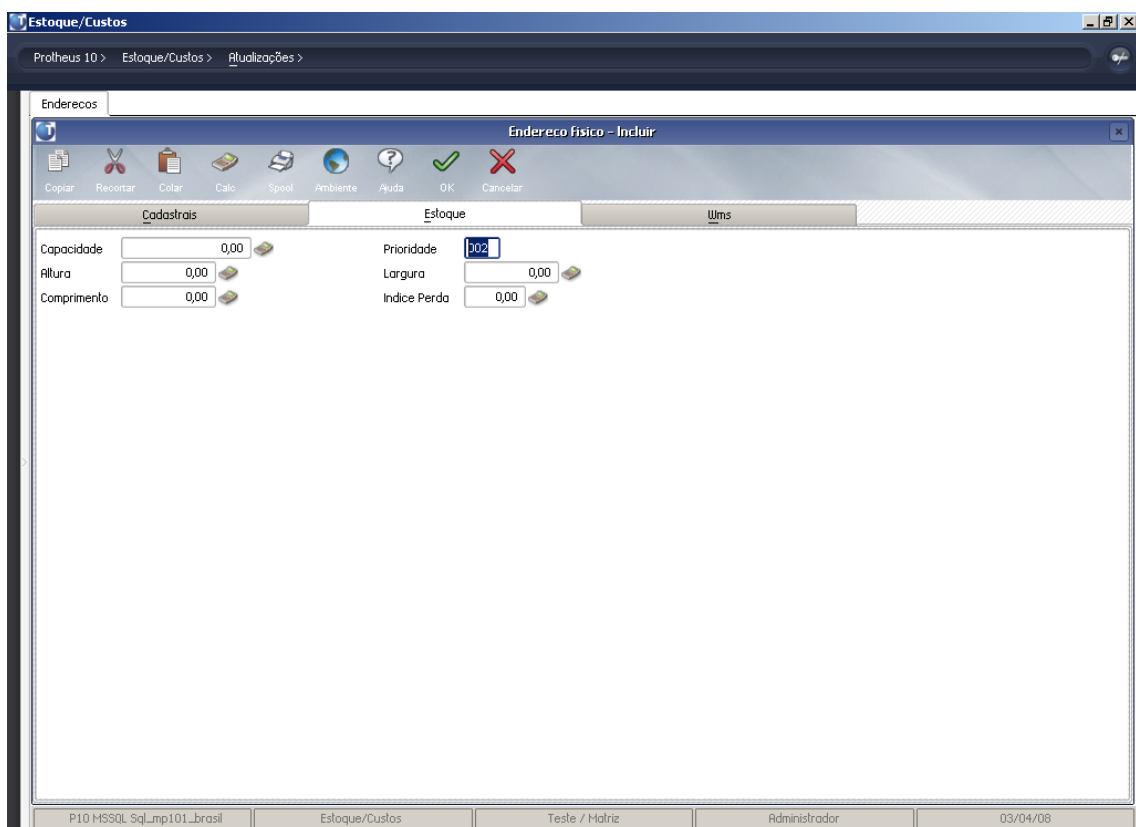 Estoque/Custos
Protheus 10 > Estoque/Custos > Atualizações >
Enderecos
Endereco fisico - Incluir
Copiar Recortar Colar Calc Spool Ambiente Ajuda OK Cancelar
Cadastrais Estoque Wms
Capacidade 0,00 Prioridade 002
Altura 0,00 Largura 0,00
Comprimento 0,00 Indice Perda 0,00
P10 MSSQL Sql_mp101_brasil Estoque/Custos Teste / Matriz Administrador 03/04/08